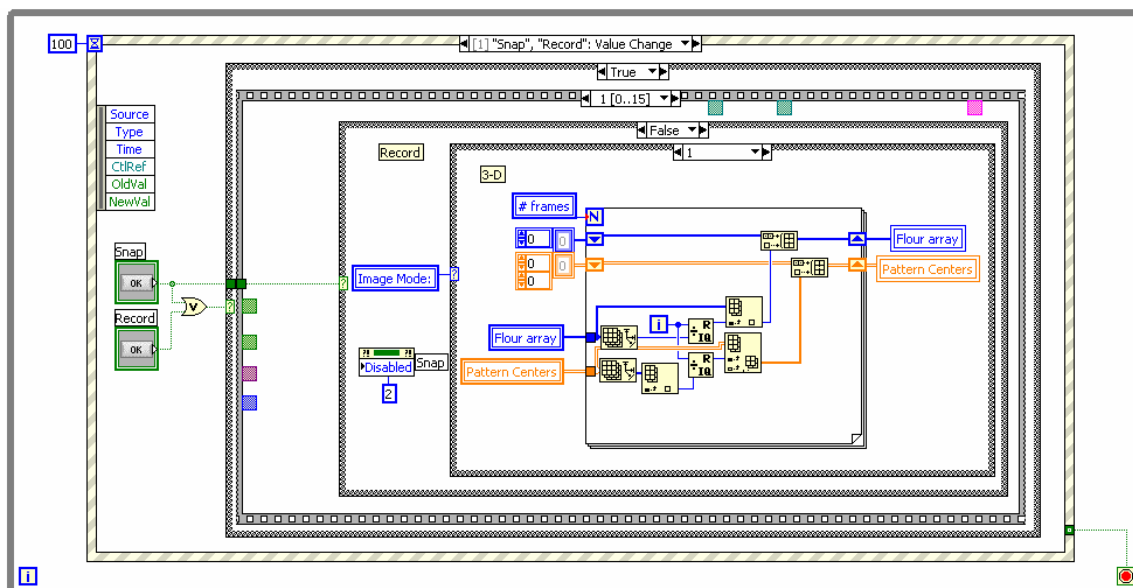 100
[1] "Snap", "Record": Value Change
True
1 [0..15]
Source
Type
Time
CtlRef
OldVal
NewVal
False
Record
1
3-D
# frames
N
0
0
Flour array
0
0
0
Pattern Centers
Snap
OK
Image Mode:
?
?
V
?
Record
OK
Flour array
i
R
IQ
?!
?!
Disabled
Snap
2
Pattern Centers
R
IQ
i